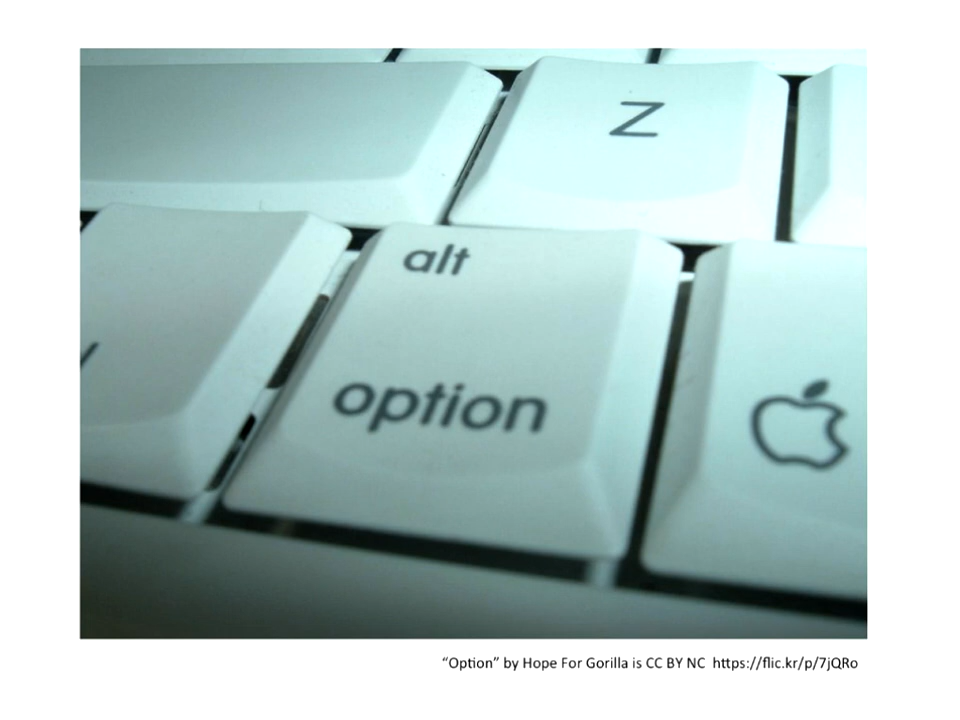 Z
alt
option
“Option” by Hope For Gorilla is CC BY NC https://flic.kr/p/7jQRo